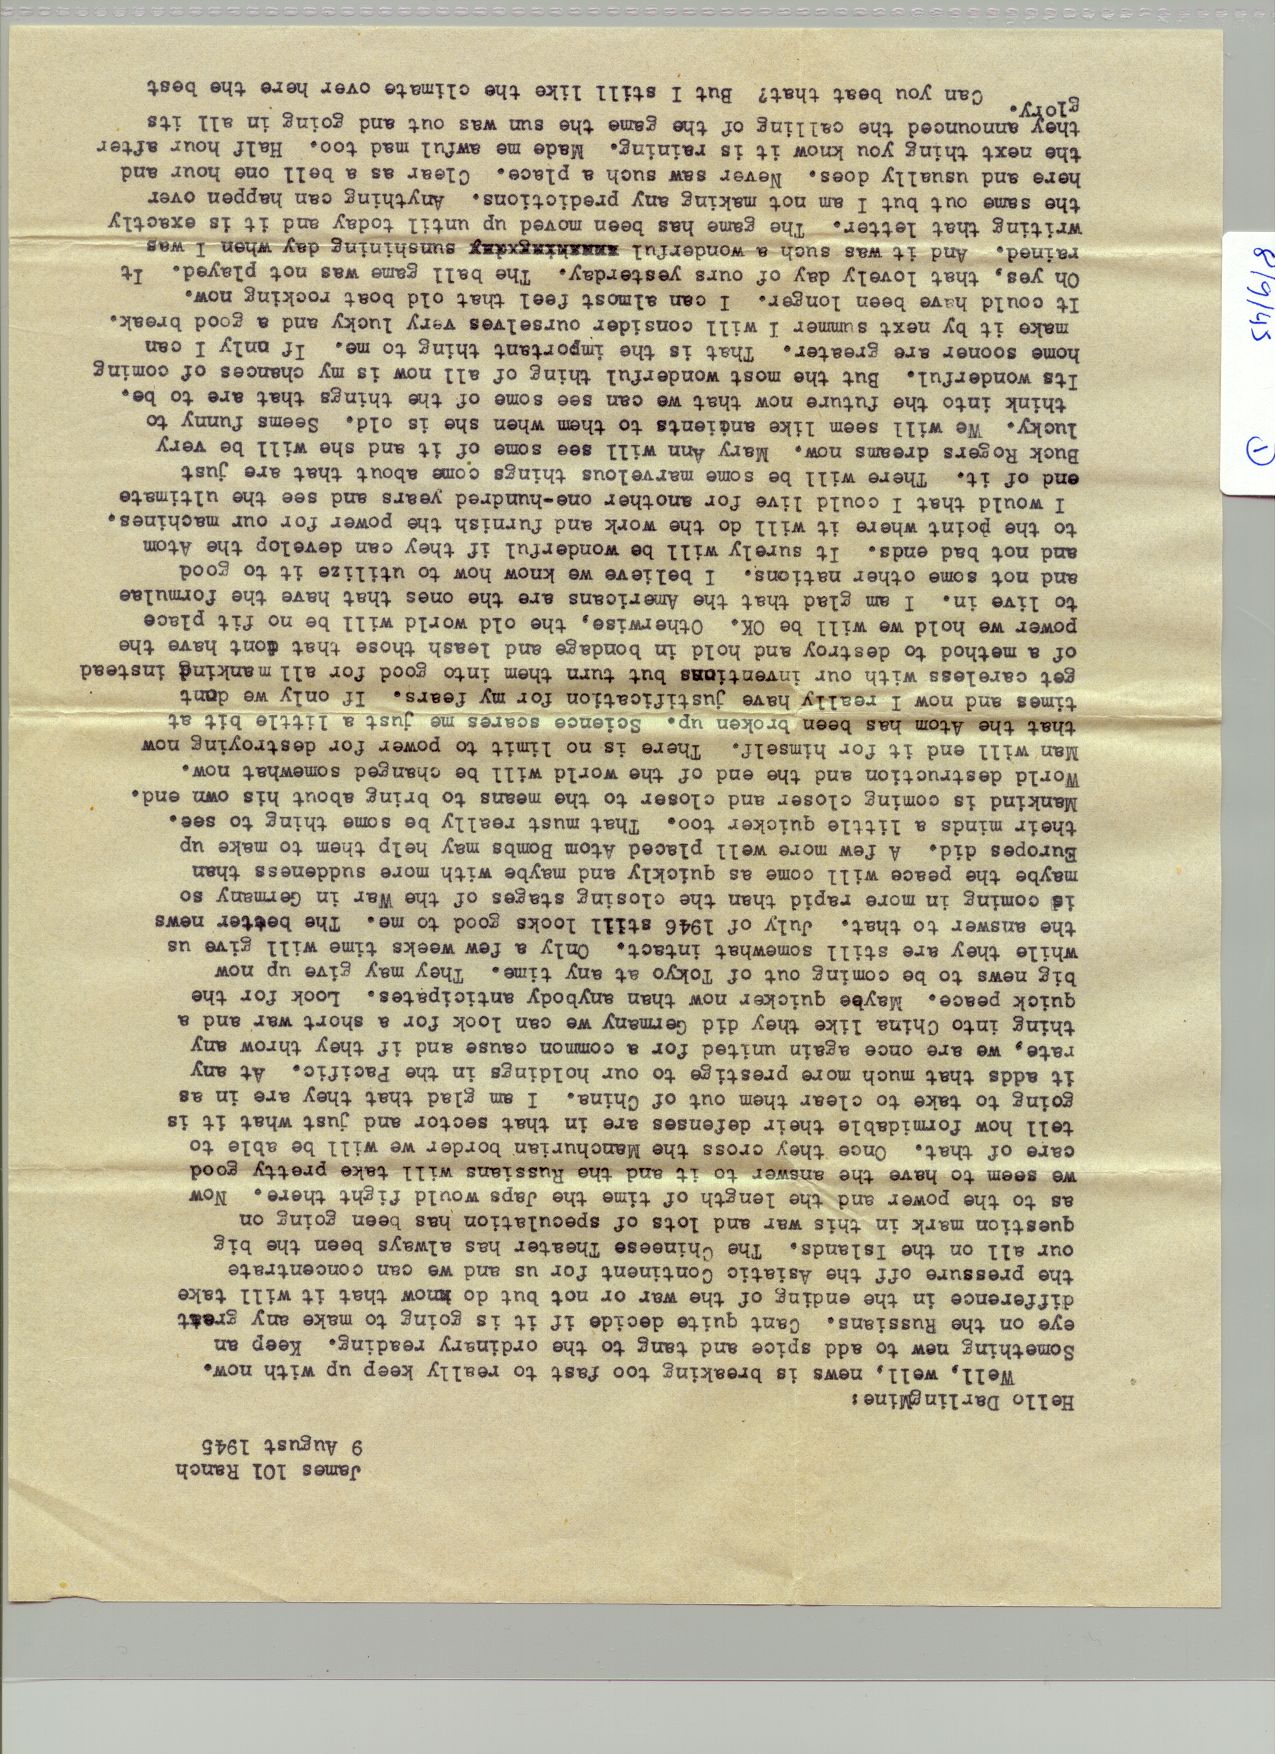 James 101 Ranch
9 August 1945
Hello DarlingMine:
Well, well, news is breaking too fast to really keep up with now.
Something new to add spice and tang to the ordinary reading. Keep an
eye on the Russians. Cant quite decide if it is going to make any great
difference in the ending of the war or not but do know that it will take
the pressure off the Asiatic Continent for us and we can concentrate
our all on the Islands. The Chineese Theater has always been the big
question mark in this war and lots of speculation has been going on
as to the power and the length of time the Japs would fight there. Now
we seem to have the answer to it and the Russians will take pretty good
care of that. Once they cross the Manchurian border we will be able to
tell how formidable their defenses are in that sector and just what it is
going to take to clear them out of China. I am glad that they are in as
it adds that much more prestige to our holdings in the Pacific. At any
rate, we are once again united for a common cause and if they throw any
thing into China like they did Germany we can look for a short war and a
quick peace. Maybe quicker now than anybody anticipates. Look for the
big news to be coming out of Tokyo at any time. They may give up now
while they are still somewhat intact. Only a few weeks time will give us
the answer to that. July of 1946 still looks good to me. The better news
is coming in more rapid than the closing stages of the War in Germany so
maybe the peace will come as quickly and maybe with more suddeness than
Europes did. A few more well placed Atom Bombs may help them to make up
their minds a little quicker too. That must really be some thing to see.
Mankind is coming closer and closer to the means to bring about his own end.
World destruction and the end of the world will be changed somewhat now.
Man will end it for himself. There is no limit to power for destroying now
that the Atom has been broken up. Science scares me just a little bit at
times and now I really have justification for my fears. If only we dont
get careless with our inventions but turn them into good for all manking instead
of a method to destroy and hold in bondage and leash those that dont have the
power we hold we will be OK. Otherwise, the old world will be no fit place
to live in. I am glad that the Americans are the ones that have the formulae
and not some other nations. I believe we know how to utilize it to good
and not bad ends. It surely will be wonderful if they can develop the Atom
to the point where it will do the work and furnish the power for our machines.
I would that I could live for another one-hundred years and see the ultimate
end of it. There will be some marvelous things come about that are just
Buck Rogers dreams now. Mary Ann will see some of it and she will be very
lucky. We will seem like ancients to them when she is old. Seems funny to
think into the future now that we can see some of the things that are to be.
Its wonderful. But the most wonderful thing of all now is my chances of coming
home sooner are greater. That is the important thing to me. If only I can
make it by next summer I will consider ourselves very lucky and a good break.
It could have been longer. I can almost feel that old boat rocking now.
Oh yes, that lovely day of ours yesterday. The ball game was not played. It
rained. And it was such a wonderful sunshining day when I was
writing that letter. The game has been moved up until today and it is exactly
the same out but I am not making any predictions. Anything can happen over
here and usually does. Never saw such a place. Clear as a bell one hour and
the next thing you know it is raining. Made me awful mad too. Half hour after
they announced the calling of the game the sun was out and going in all its
glory.
Can you beat that? But I still like the climate over here the best
8/9/45
1